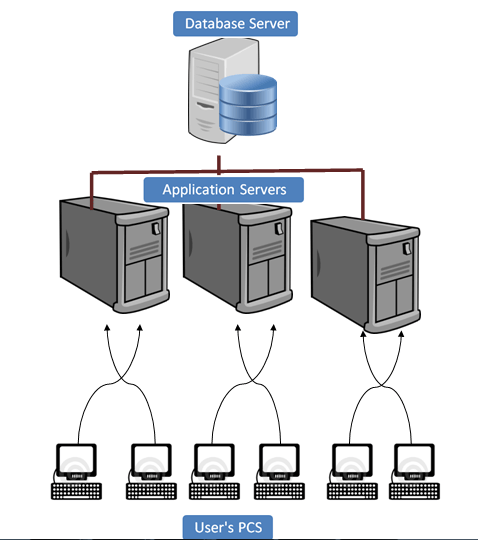 Database Server
Application Servers
User's PCS